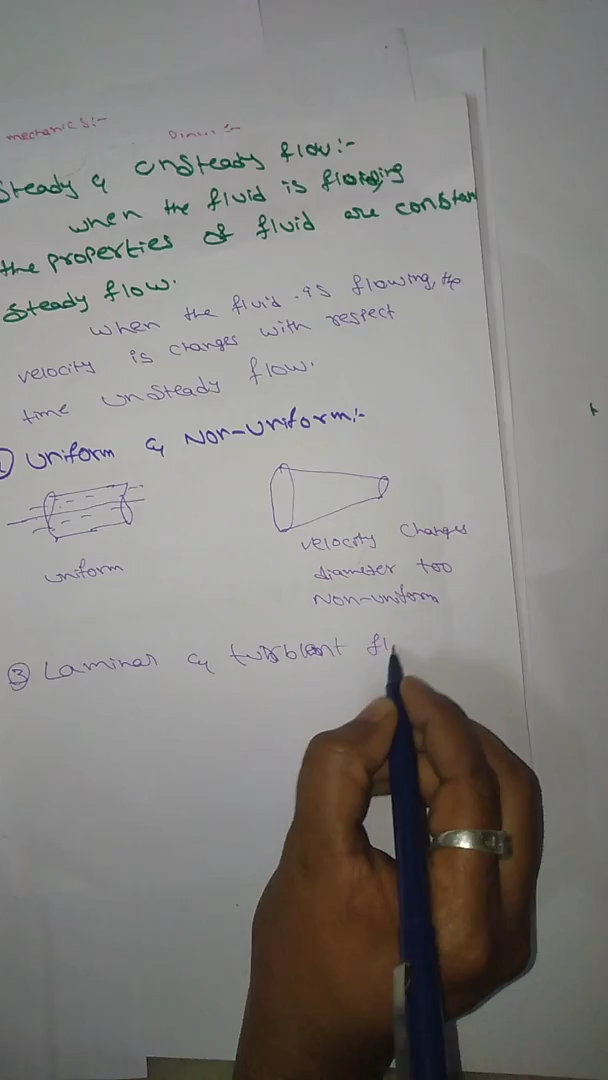 mechanics:-
Steady & unsteady flow:-
when the fluid is flowing
the properties of fluid are constan
steady flow.
when the fluid is flowing, the
velocity is changes with respect
time unsteady flow.
uniform & Non-uniform:-
uniform
velocity changes
diameter too
Non-uniform
③ Laminar & turblent fl